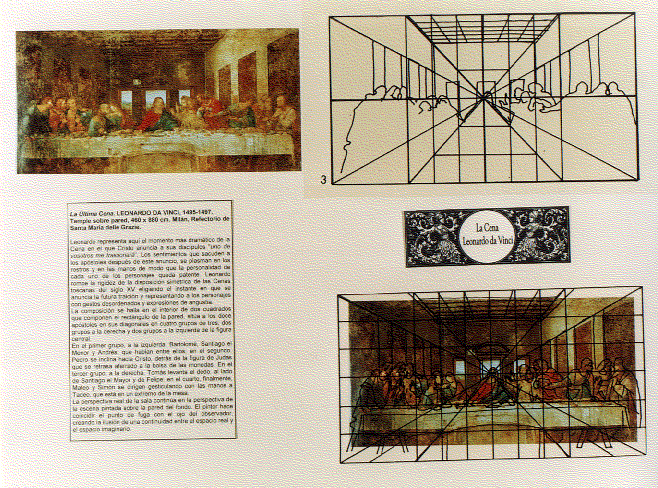 3
La Ultima Cena, LEONARDO DA VINCI, 1495-1497.
Temple sobre pared, 460 x 880 cm, Milán, Refectorio de
Santa Maria delle Grazie.
Leonardo representa aquí el momento más dramático de la
Cena en el que Cristo anuncia a sus discípulos "uno de
vosotros me traicionará". Los sentimientos que sacuden a
los apóstoles después de este anuncio, se plasman en los
rostros y en las manos de modo que la personalidad de
cada uno de los personajes queda patente. Leonardo
rompe la rigidez de la disposición simétrica de las Cenas
toscanas del siglo XV eligiendo el instante en que se
anuncia la futura traición y representando a los personajes
con gestos desordenados y expresiones de angustia.
La composición se halla en el interior de dos cuadrados
que componen el rectángulo de la pared, sitúa a los doce
apóstoles en sus diagonales en cuatro grupos de tres, dos
grupos a la derecha y dos grupos a la izquierda de la figura
central.
En el primer grupo, a la izquierda, Bartolomé, Santiago el
Menor y Andrés, que hablan entre ellos; en el segundo,
Pedro se inclina hacia Cristo, detrás de la figura de Judas
que se retrasa aferrado a la bolsa de las monedas. En el
tercer grupo, a la derecha, Tomás levanta el dedo, al lado
de Santiago el Mayor y de Felipe; en el cuarto, finalmente,
Mateo y Simón se dirigen gesticulando con las manos a
Tadeo, que está en un extremo de la mesa.
La perspectiva real de la sala continúa en la perspectiva de
la escena pintada sobre la pared del fondo. El pintor hace
coincidir el punto de fuga con el ojo del observador,
creando la ilusión de una continuidad entre el espacio real y
el espacio imaginario.
La Cena
Leonardo da Vinci